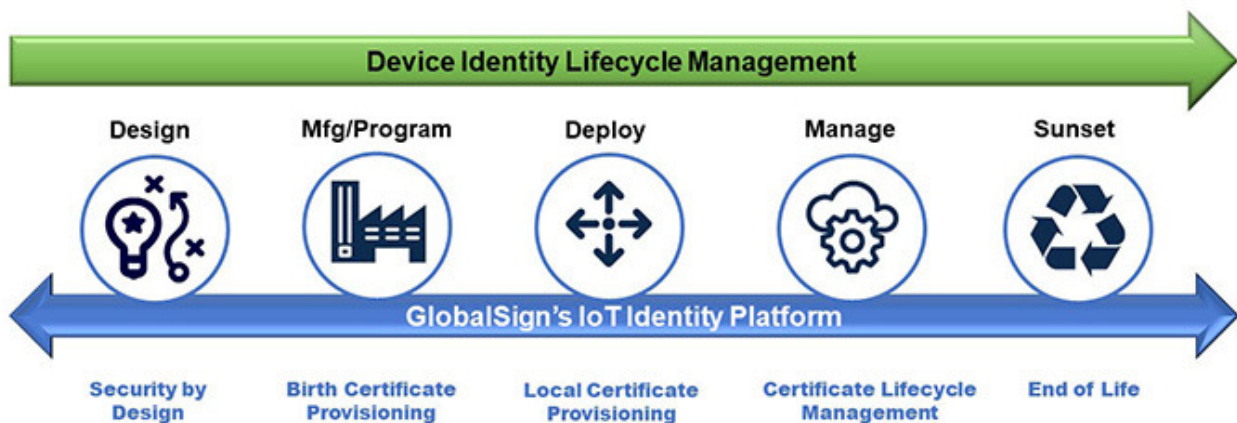 Device Identity Lifecycle Management
Design
Mfg/Program
Deploy
Manage
Sunset
GlobalSign's IoT Identity Platform
Security by
Design
Birth Certificate
Provisioning
Local Certificate
Provisioning
Certificate Lifecycle
Management
End of Life